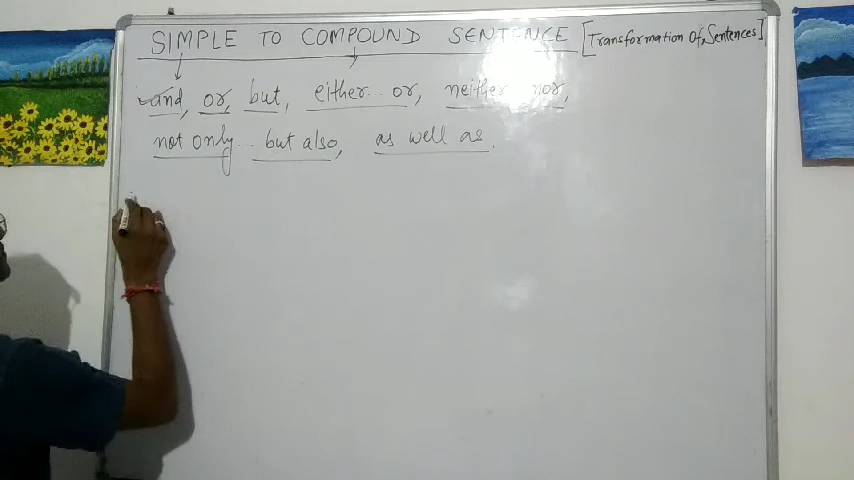 SIMPLE TO COMPOUND SENTENCE [Transformation Of Sentences]
and, or, but, either.. or, neither nor,
not only.. but also, as well as.